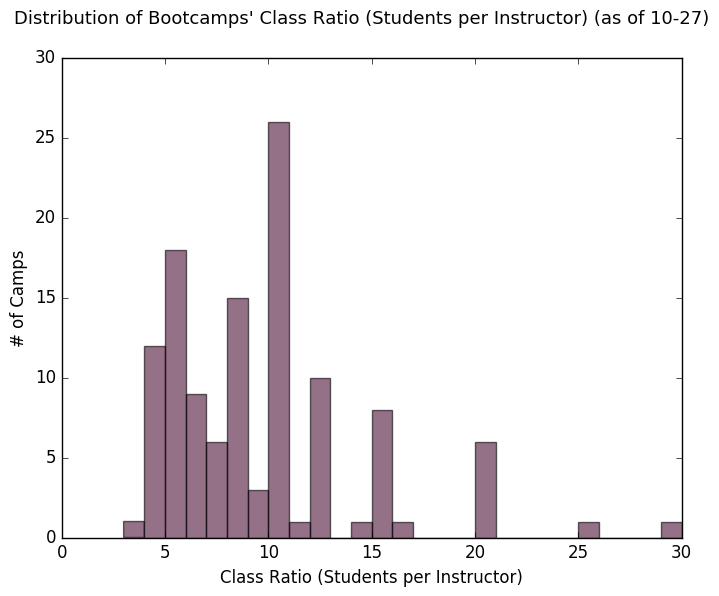 Distribution of Bootcamps' Class Ratio (Students per Instructor) (as of 10-27)
30
25
20
15
10
5
0
# of Camps
0 5 10 15 20 25 30
Class Ratio (Students per Instructor)